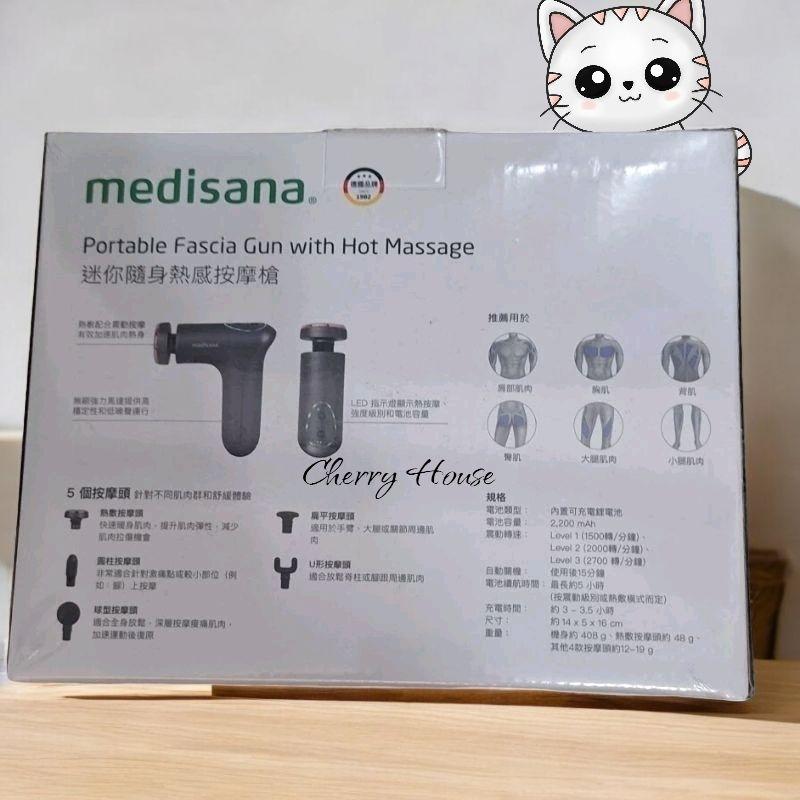 medisana®
德國品牌
1982
Portable Fascia Gun with Hot Massage
迷你隨身熱感按摩槍
熱敷配合震動按摩
有效加速肌肉熱身
無刷強力馬達提供高
穩定性和低噪聲運行
medisana
LED 指示燈顯示熱按摩、
強度級別和電池容量
推薦用於
肩部肌肉
胸肌
背肌
臀肌
大腿肌肉
小腿肌肉
Cherry House
5 個按摩頭 針對不同肌肉群和舒緩體驗
熱敷按摩頭
快速暖身肌肉、提升肌肉彈性、減少
肌肉拉傷機會
圓柱按摩頭
非常適合針對激痛點或較小部位（例
如：腳）上按摩
球型按摩頭
適合全身放鬆、深層按摩痠痛肌肉，
加速運動後復原
扁平按摩頭
適用於手臂、大腿或關節周邊肌
肉
U形按摩頭
適合放鬆脊柱或腳跟周邊肌肉
規格
電池類型： 內置可充電鋰電池
電池容量： 2,200 mAh
震動轉速： Level 1 (1500轉/分鐘)、
Level 2 (2000轉/分鐘)、
Level 3 (2700 轉/分鐘)
自動關機： 使用後15分鐘
電池續航時間： 最長約5 小時
(按震動級別或熱敷模式而定)
充電時間： 約 3 – 3.5 小時
尺寸： 約 14 x 5 x 16 cm
重量： 機身約 408 g、熱敷按摩頭約 48 g、
其他4款按摩頭約12–19 g